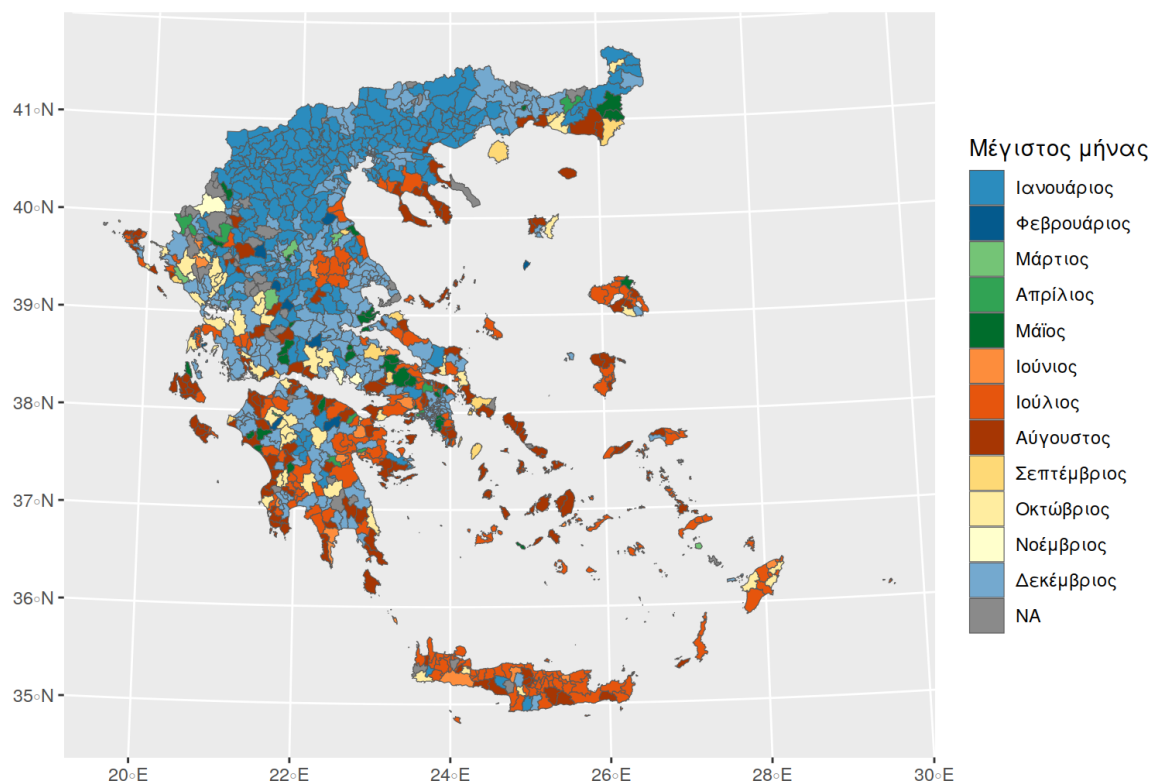 41°N
40°N
39°N
38°N
37°N
36°N
35°N
20°E
22°E
24°E
26°E
28°E
30°E
Μέγιστος μήνας
Ιανουάριος
Φεβρουάριος
Μάρτιος
Απρίλιος
Μάϊος
Ιούνιος
Ιούλιος
Αύγουστος
Σεπτέμβριος
Οκτώβριος
Νοέμβριος
Δεκέμβριος
NA